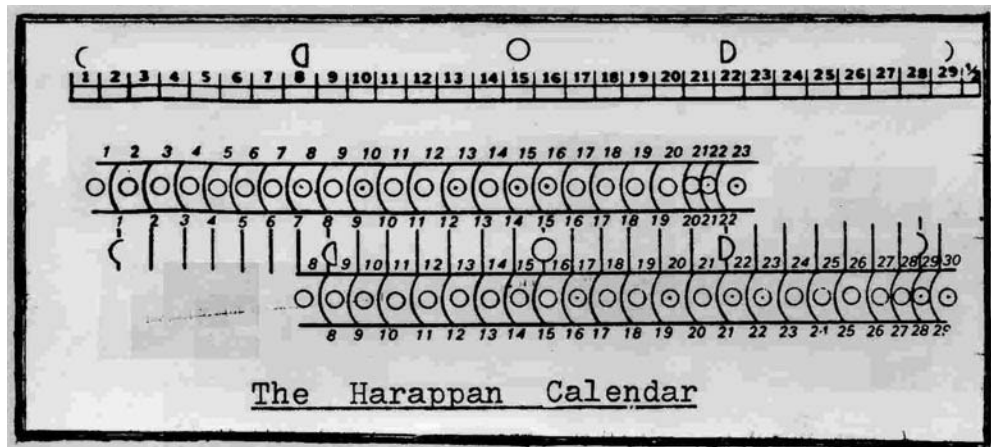 1 2 3 4 5 6 7 8 9 10 11 12 13 14 15 16 17 18 19 20 21 22 23 24 25 26 27 28 29 ½
1 2 3 4 5 6 7 8 9 10 11 12 13 14 15 16 17 18 19 20 21 22 23
1 2 3 4 5 6 7 8 9 10 11 12 13 14 15 16 17 18 19 20 21 22
8 9 10 11 12 13 14 15 16 17 18 19 20 21 22 23 24 25 26 27 28 29 30
8 9 10 11 12 13 14 15 16 17 18 19 20 21 22 23 24 25 26 27 28 29
The Harappan Calendar